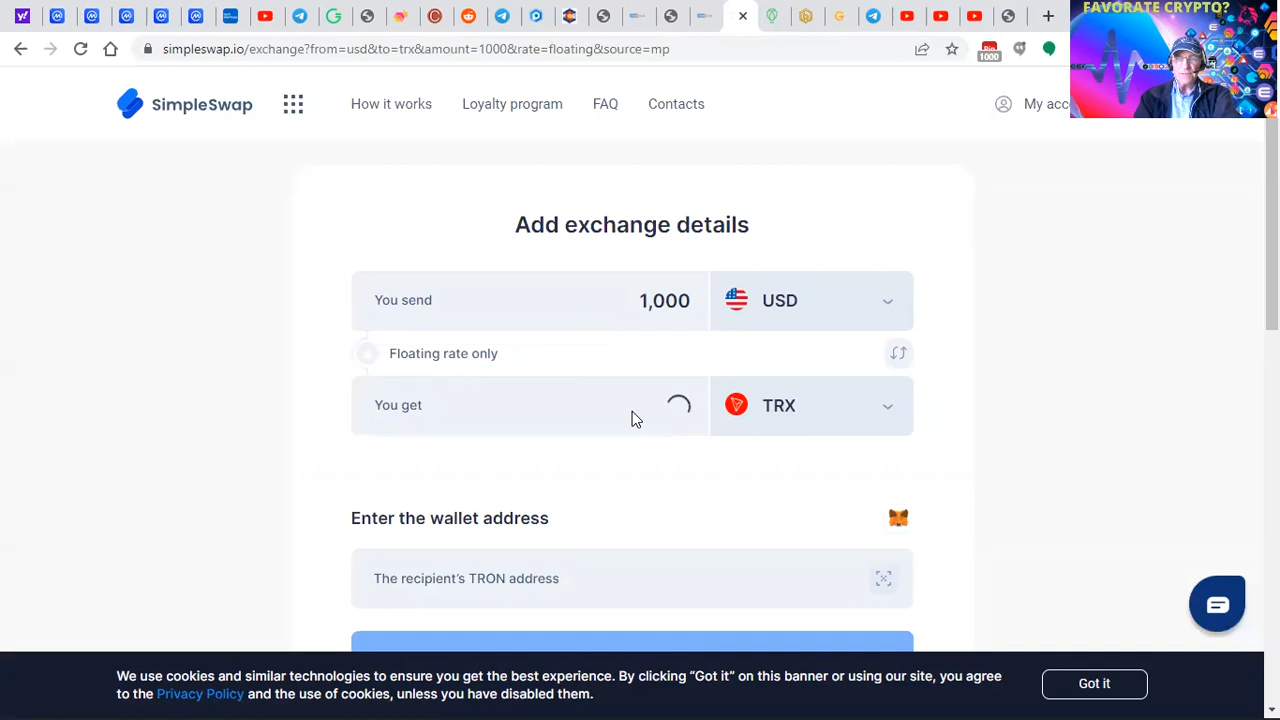 FAVORATE CRYPTO?
simpleswap.io/exchange?from=usd&to=trx&amount=1000&rate=floating&source=mp
1000
SimpleSwap
How it works
Loyalty program
FAQ
Contacts
My acco
Add exchange details
You send
1,000
USD
Floating rate only
You get
TRX
Enter the wallet address
The recipient's TRON address
We use cookies and similar technologies to ensure you get the best experience. By clicking “Got it” on this banner or using our site, you agree
to the Privacy Policy and the use of cookies, unless you have disabled them.
Got it